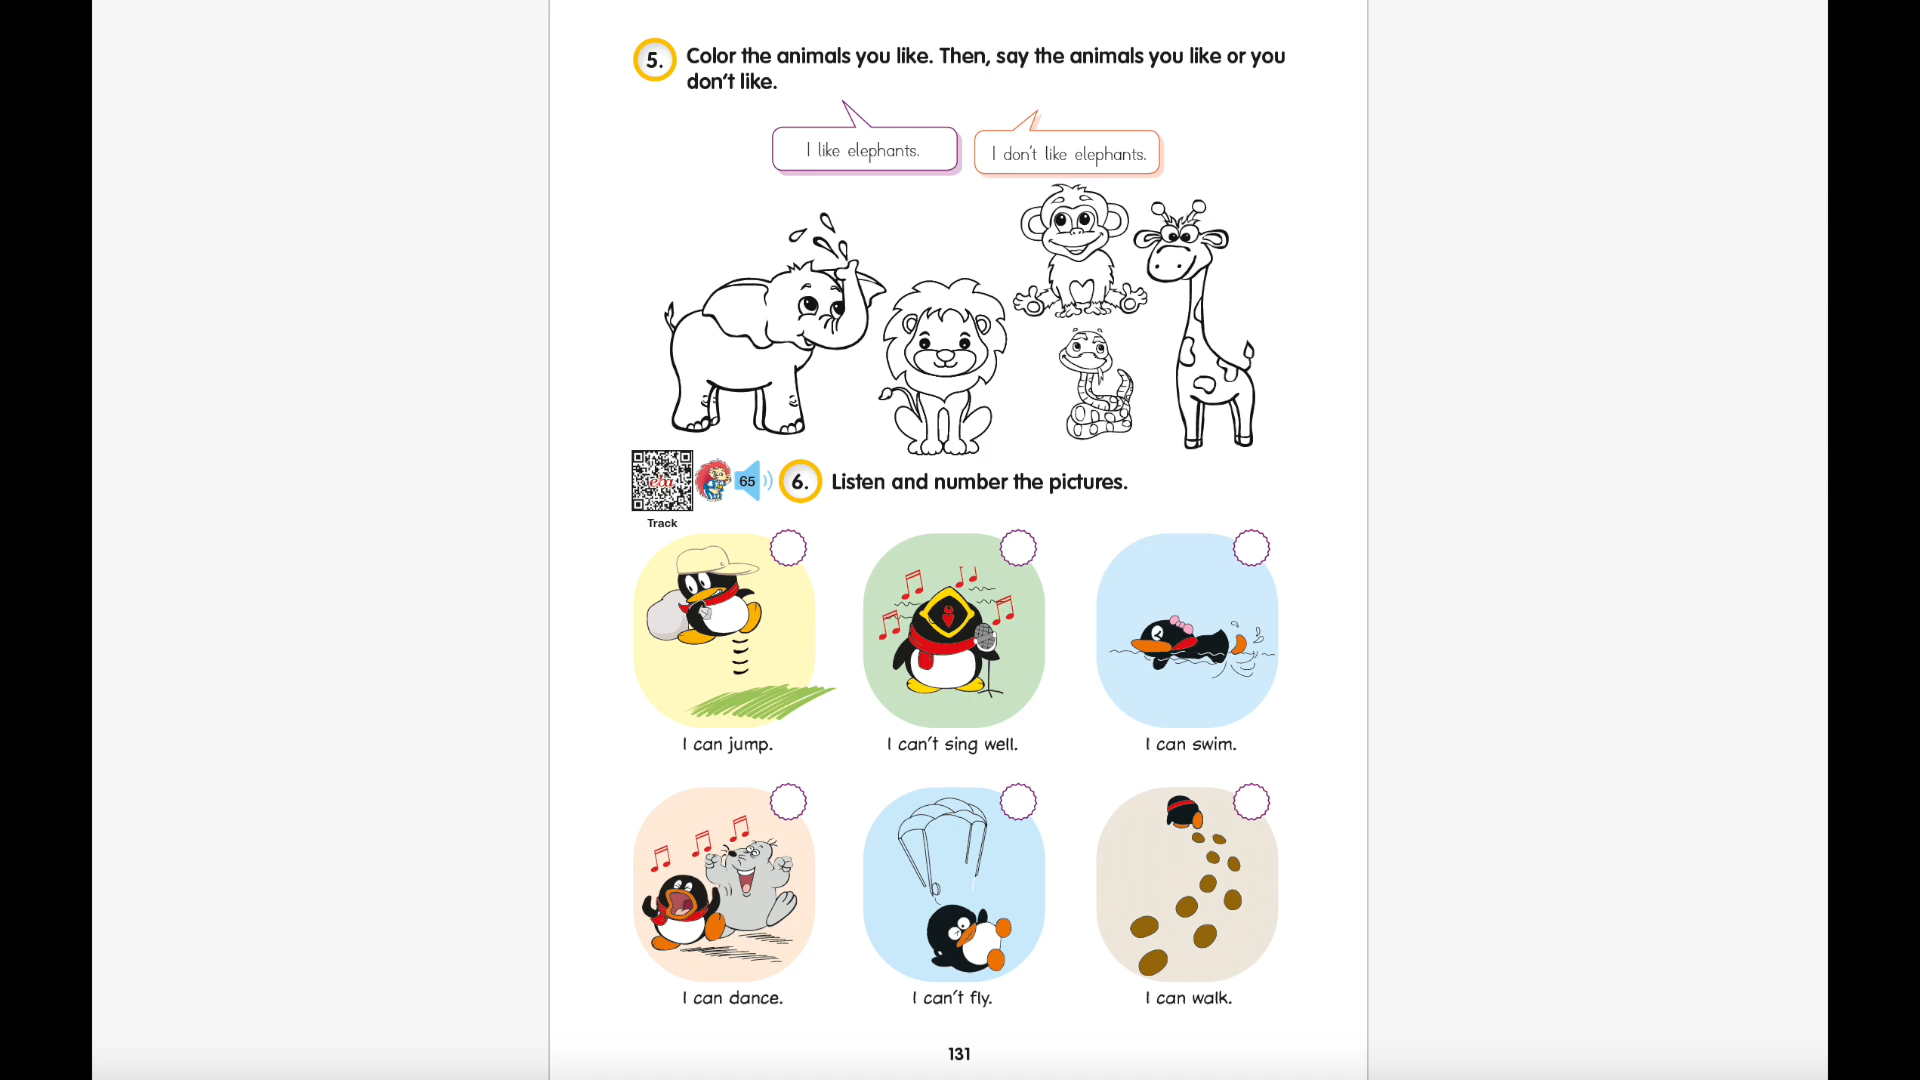 5. Color the animals you like. Then, say the animals you like or you
don't like.
I like elephants.
I don't like elephants.
eba
65
6. Listen and number the pictures.
Track
I can jump.
I can't sing well.
I can swim.
I can dance.
I can't fly.
I can walk.
131